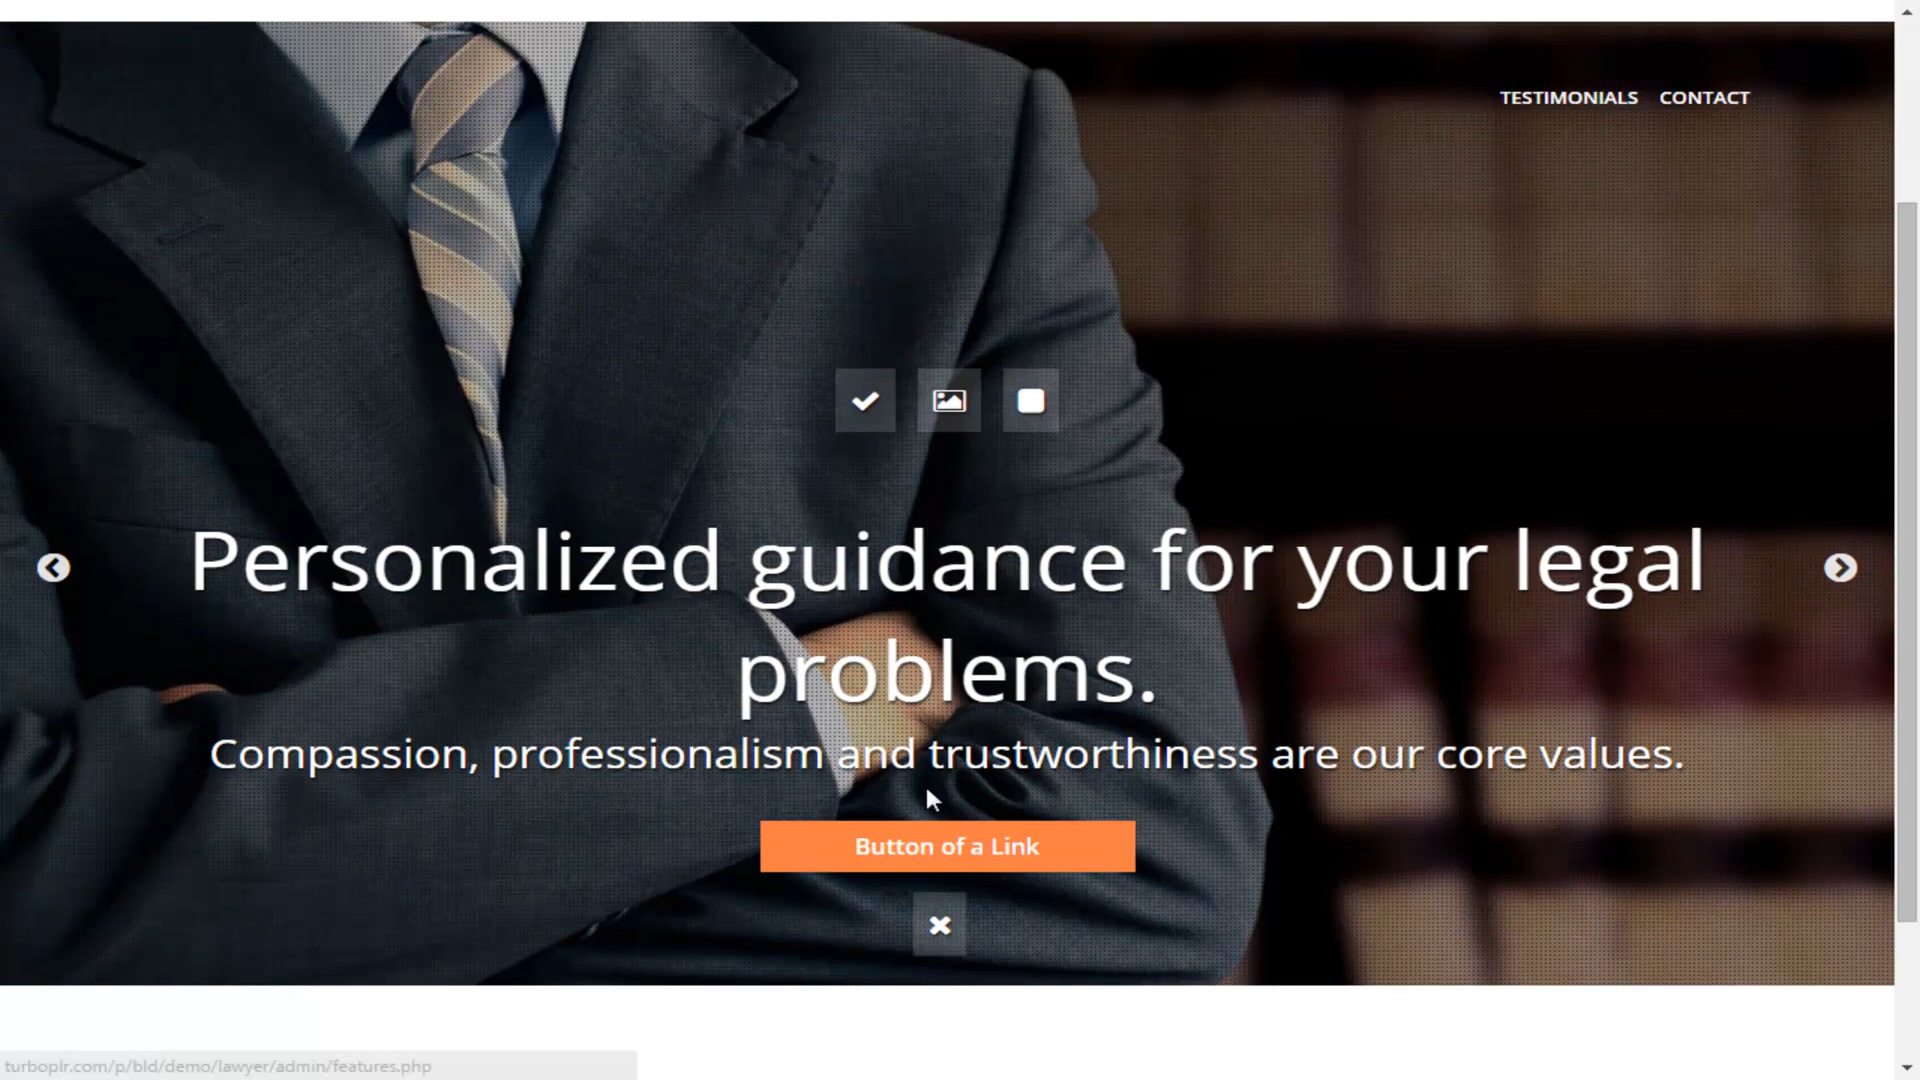 TESTIMONIALS CONTACT
Personalized guidance for your legal
problems.
Compassion, professionalism and trustworthiness are our core values.
Button of a Link
turboplr.com/p/bld/demo/lawyer/admin/features.php